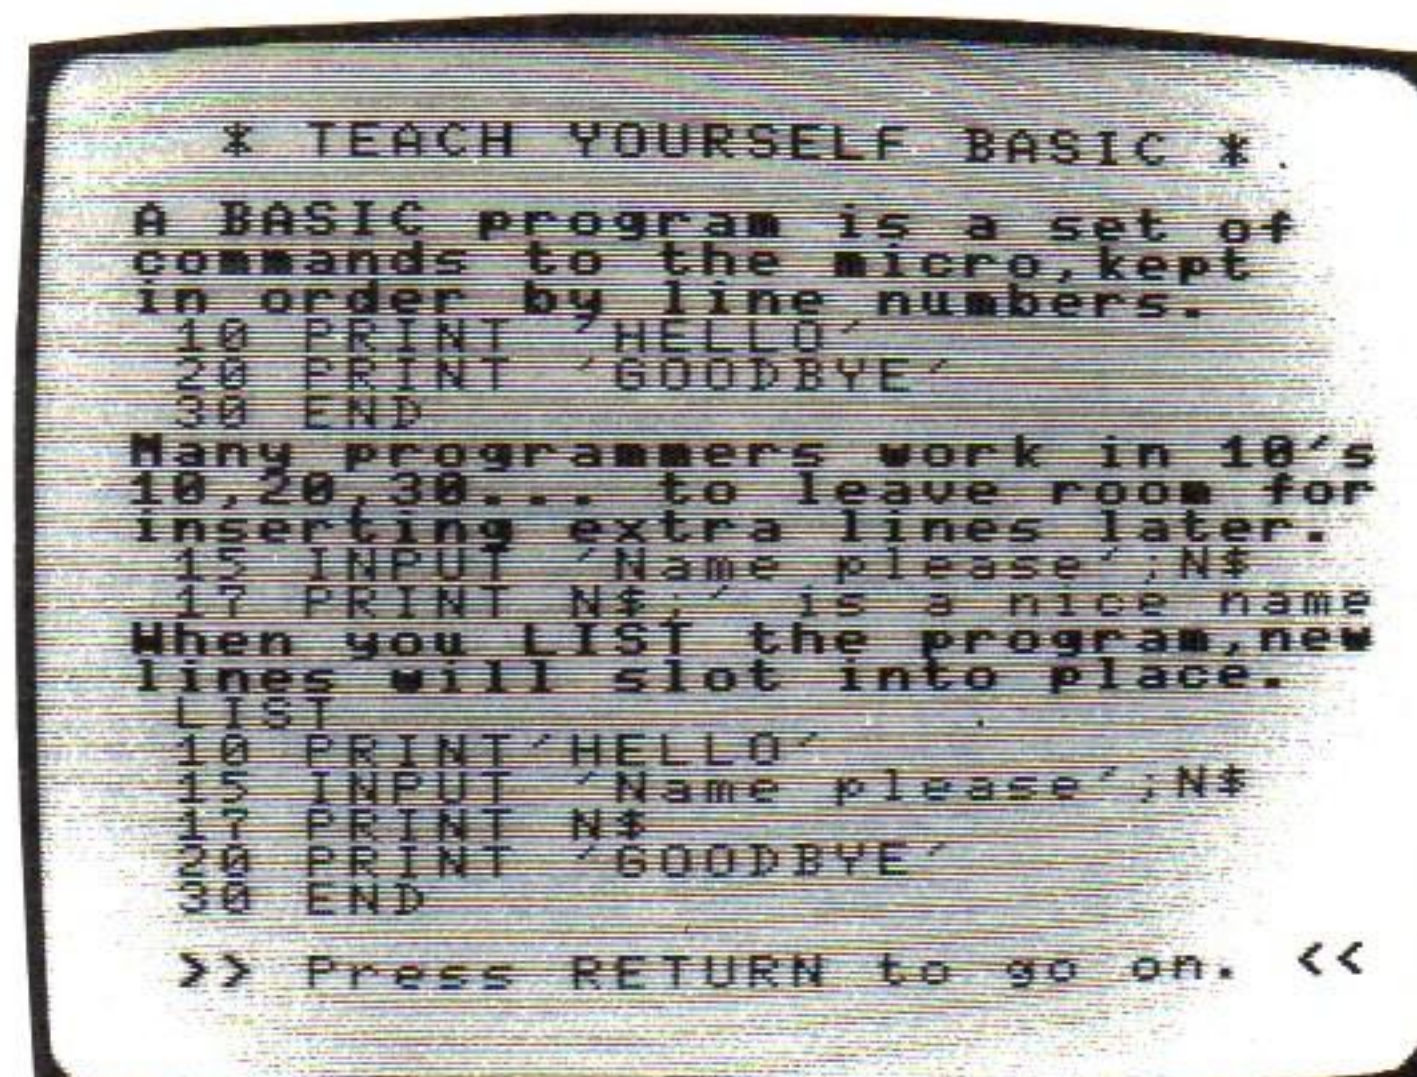 * TEACH YOURSELF BASIC *
A BASIC program is a set of
commands to the micro,kept
in order by line numbers.
10 PRINT 'HELLO'
20 PRINT 'GOODBYE'
30 END
Many programmers work in 10's
10,20,30... to leave room for
inserting extra lines later.
15 INPUT 'Name please';N$
17 PRINT N$;' is a nice name
When you LIST the program,new
lines will slot into place.
LIST
10 PRINT'HELLO'
15 INPUT 'Name please';N$
17 PRINT N$
20 PRINT 'GOODBYE'
30 END
>> Press RETURN to go on. <<